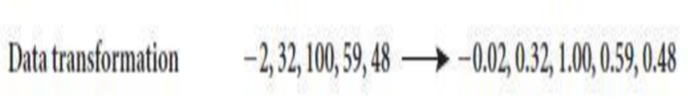 Data transformation −2, 32, 100, 59, 48 ⟶ −0.02, 0.32, 1.00, 0.59, 0.48